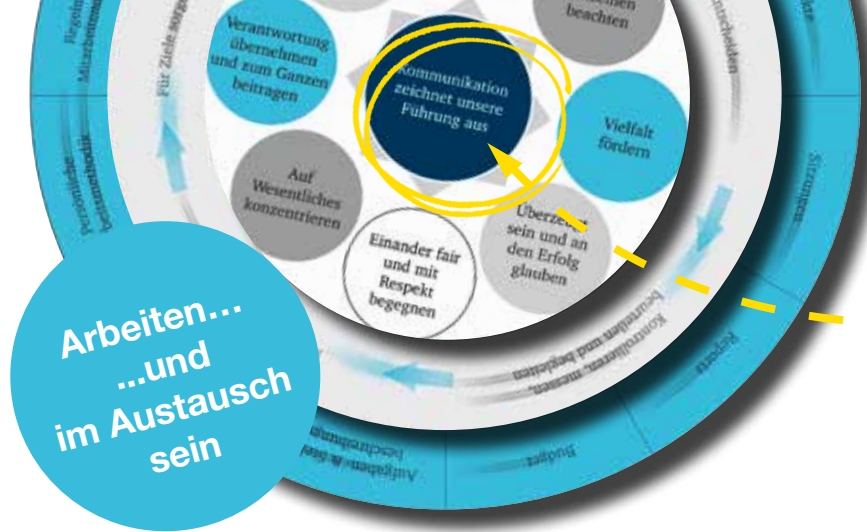 beachten
Verantwortung
übernehmen
und zum Ganzen
beitragen
Kommunikation
zeichnet unsere
Führung aus
Vielfalt
fördern
Auf
Wesentliches
konzentrieren
Überzeugt
sein und an
den Erfolg
glauben
Einander fair
und mit
Respekt
begegnen
Für Ziele
Persönliche
Sitzungen
Kontrollieren, messen,
beurteilen und begleiten
Reports
Budget
Aufgaben- &
beschreibungen
Arbeiten...
...und
im Austausch
sein